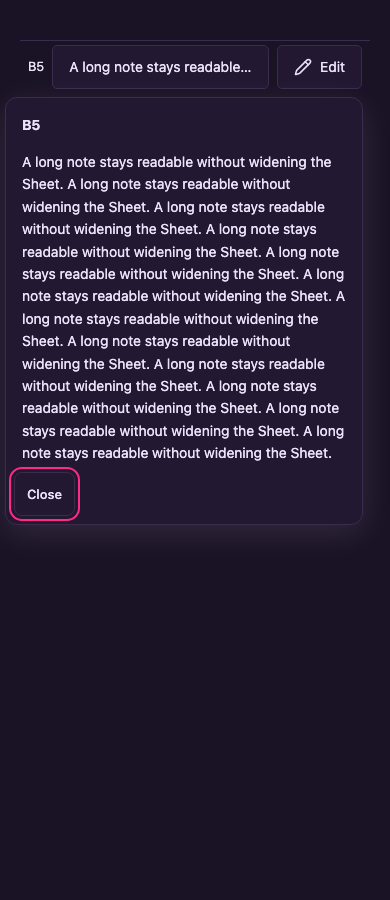 B5
A long note stays readable...
Edit
B5
A long note stays readable without widening the
Sheet. A long note stays readable without
widening the Sheet. A long note stays readable
without widening the Sheet. A long note stays
readable without widening the Sheet. A long note
stays readable without widening the Sheet. A long
note stays readable without widening the Sheet. A
long note stays readable without widening the
Sheet. A long note stays readable without
widening the Sheet. A long note stays readable
without widening the Sheet. A long note stays
readable without widening the Sheet. A long note
stays readable without widening the Sheet. A long
note stays readable without widening the Sheet.
Close